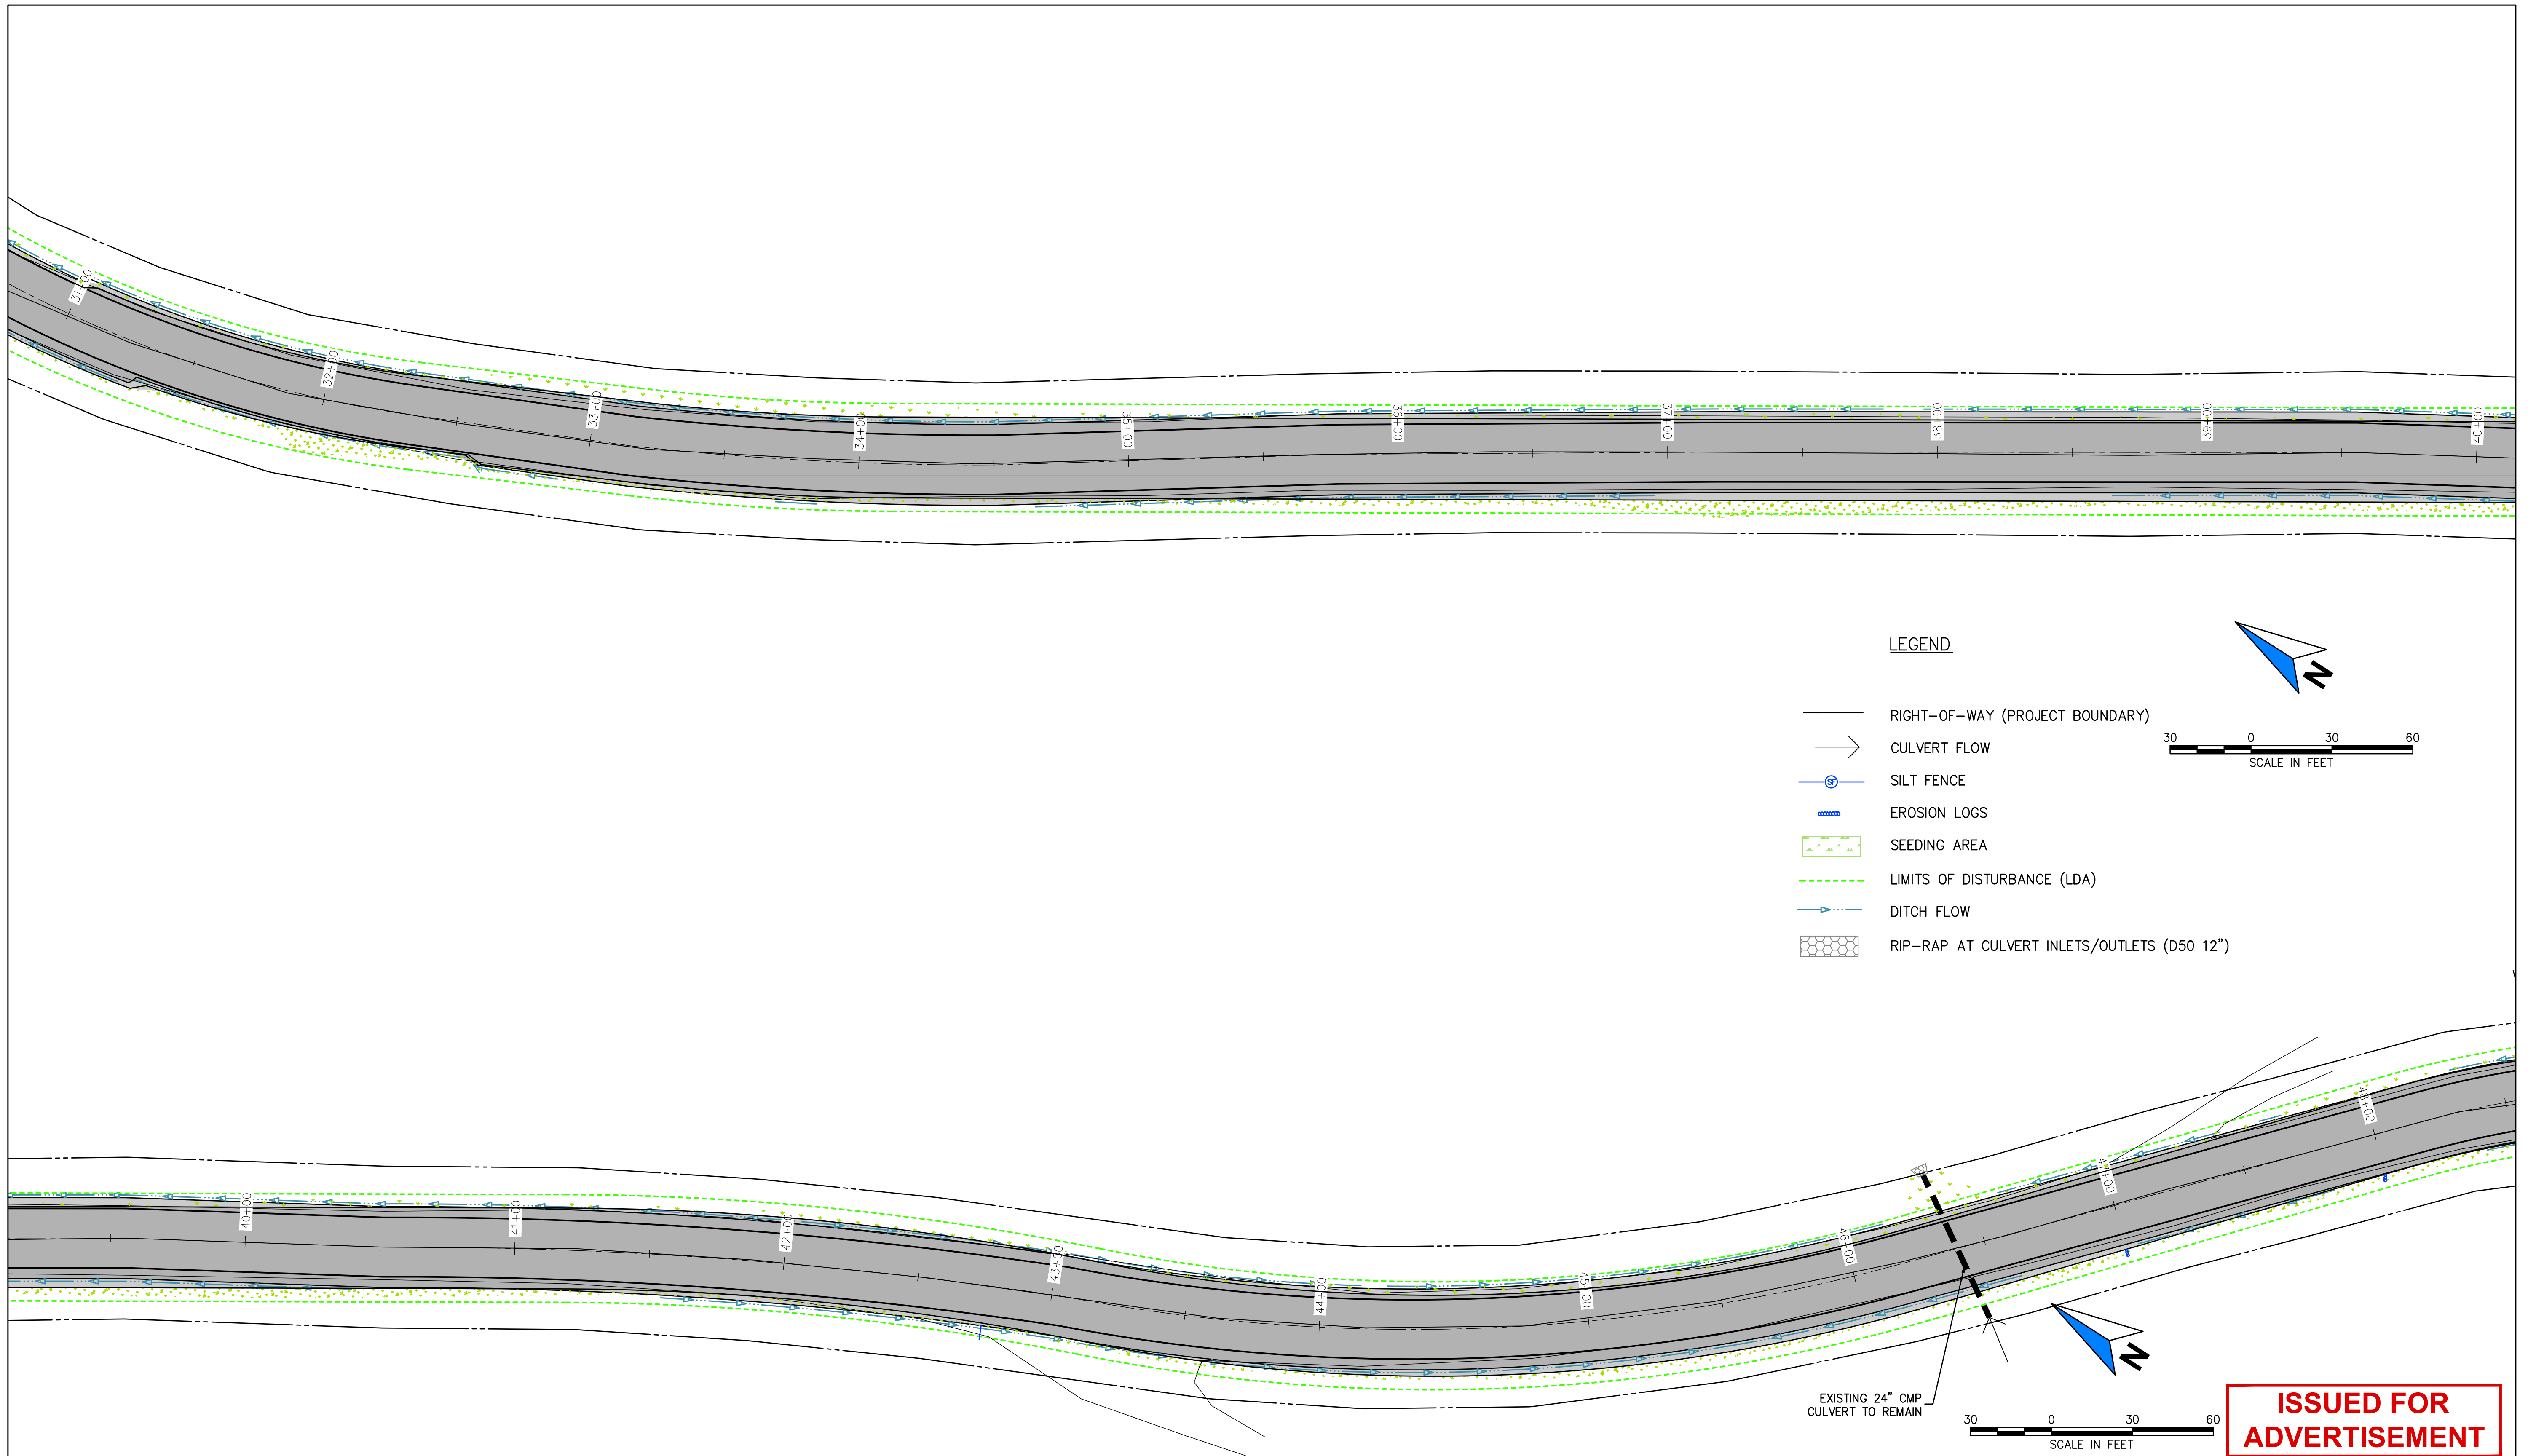 31+00
32+00
33+00
34+00
35+00
36+00
37+00
38+00
39+00
40+00
LEGEND
RIGHT-OF-WAY (PROJECT BOUNDARY)
CULVERT FLOW
SF
SILT FENCE
EROSION LOGS
SEEDING AREA
LIMITS OF DISTURBANCE (LDA)
DITCH FLOW
RIP-RAP AT CULVERT INLETS/OUTLETS (D50 12")
N
30 0 30 60
SCALE IN FEET
40+00
41+00
42+00
43+00
44+00
45+00
46+00
47+00
48+00
EXISTING 24" CMP
CULVERT TO REMAIN
N
30 0 30 60
SCALE IN FEET
ISSUED FOR
ADVERTISEMENT